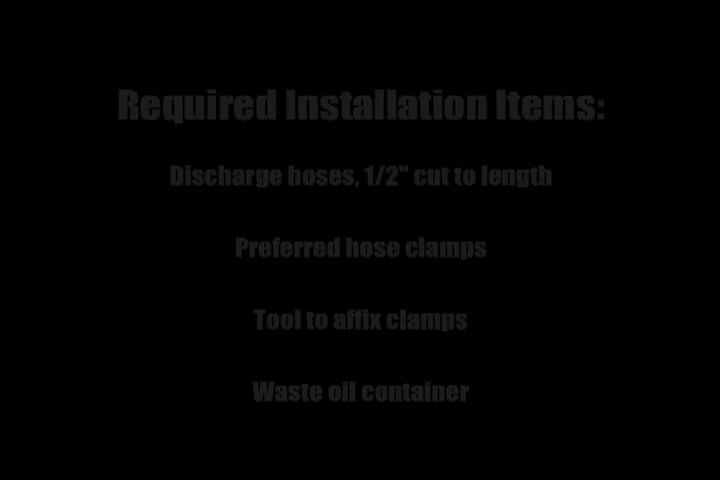 Required Installation Items:
Discharge hoses, 1/2" cut to length
Preferred hose clamps
Tool to affix clamps
Waste oil container